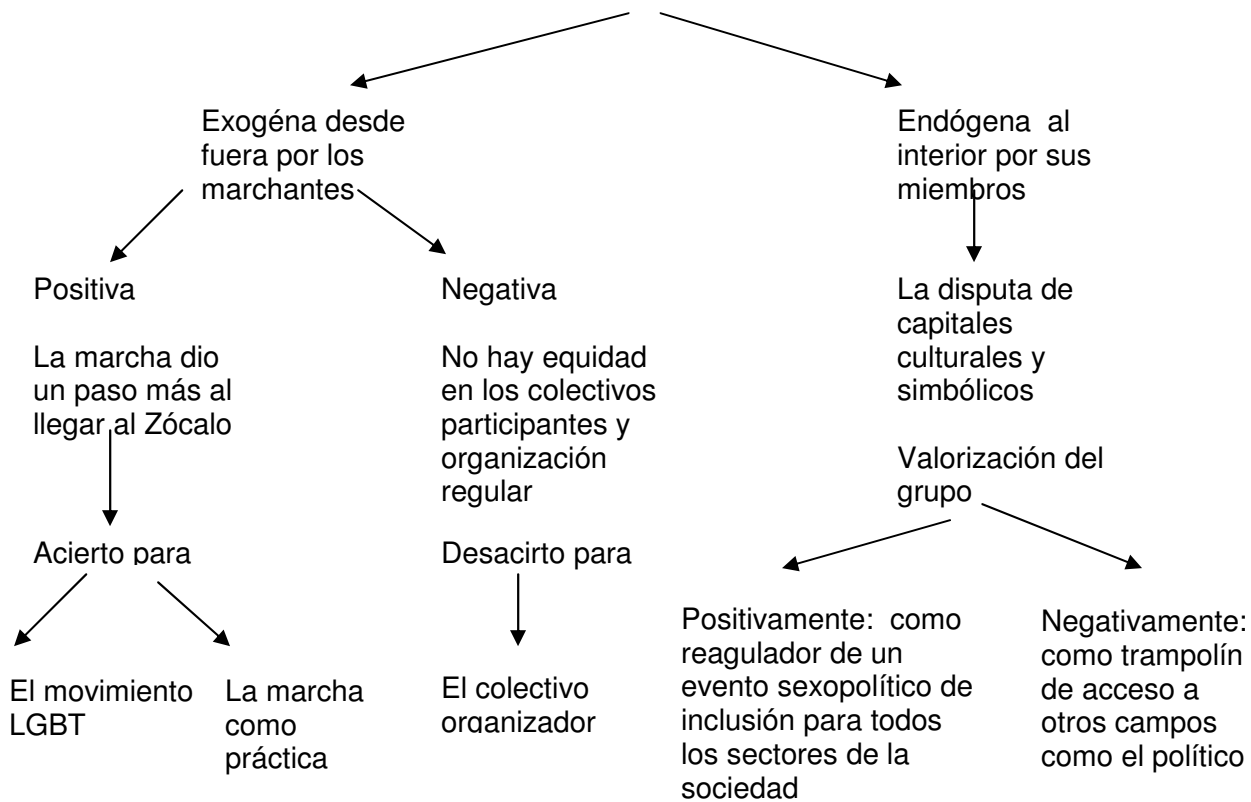 Exogéna desde
fuera por los
marchantes
Endógena al
interior por sus
miembros
Positiva
Negativa
La disputa de
capitales
culturales y
simbólicos
La marcha dio
un paso más al
llegar al Zócalo
No hay equidad
en los colectivos
participantes y
organización
regular
Valorización del
grupo
Acierto para
Desacirto para
Positivamente: como
reagulador de un
evento sexopolítico de
inclusión para todos
los sectores de la
sociedad
Negativamente:
como trampolín
de acceso a
otros campos
como el político
El movimiento
LGBT
La marcha
como
práctica
El colectivo
organizador